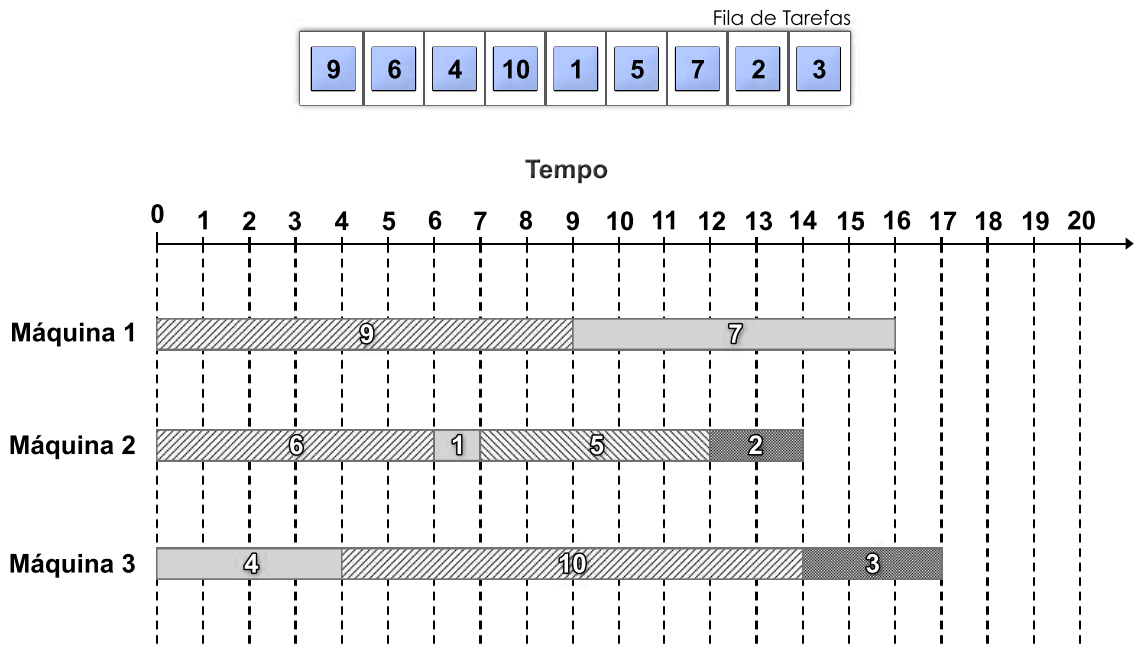 Fila de Tarefas
9 6 4 10 1 5 7 2 3
Tempo
0 1 2 3 4 5 6 7 8 9 10 11 12 13 14 15 16 17 18 19 20
Máquina 1 9 7
Máquina 2 6 1 5 2
Máquina 3 4 10 3